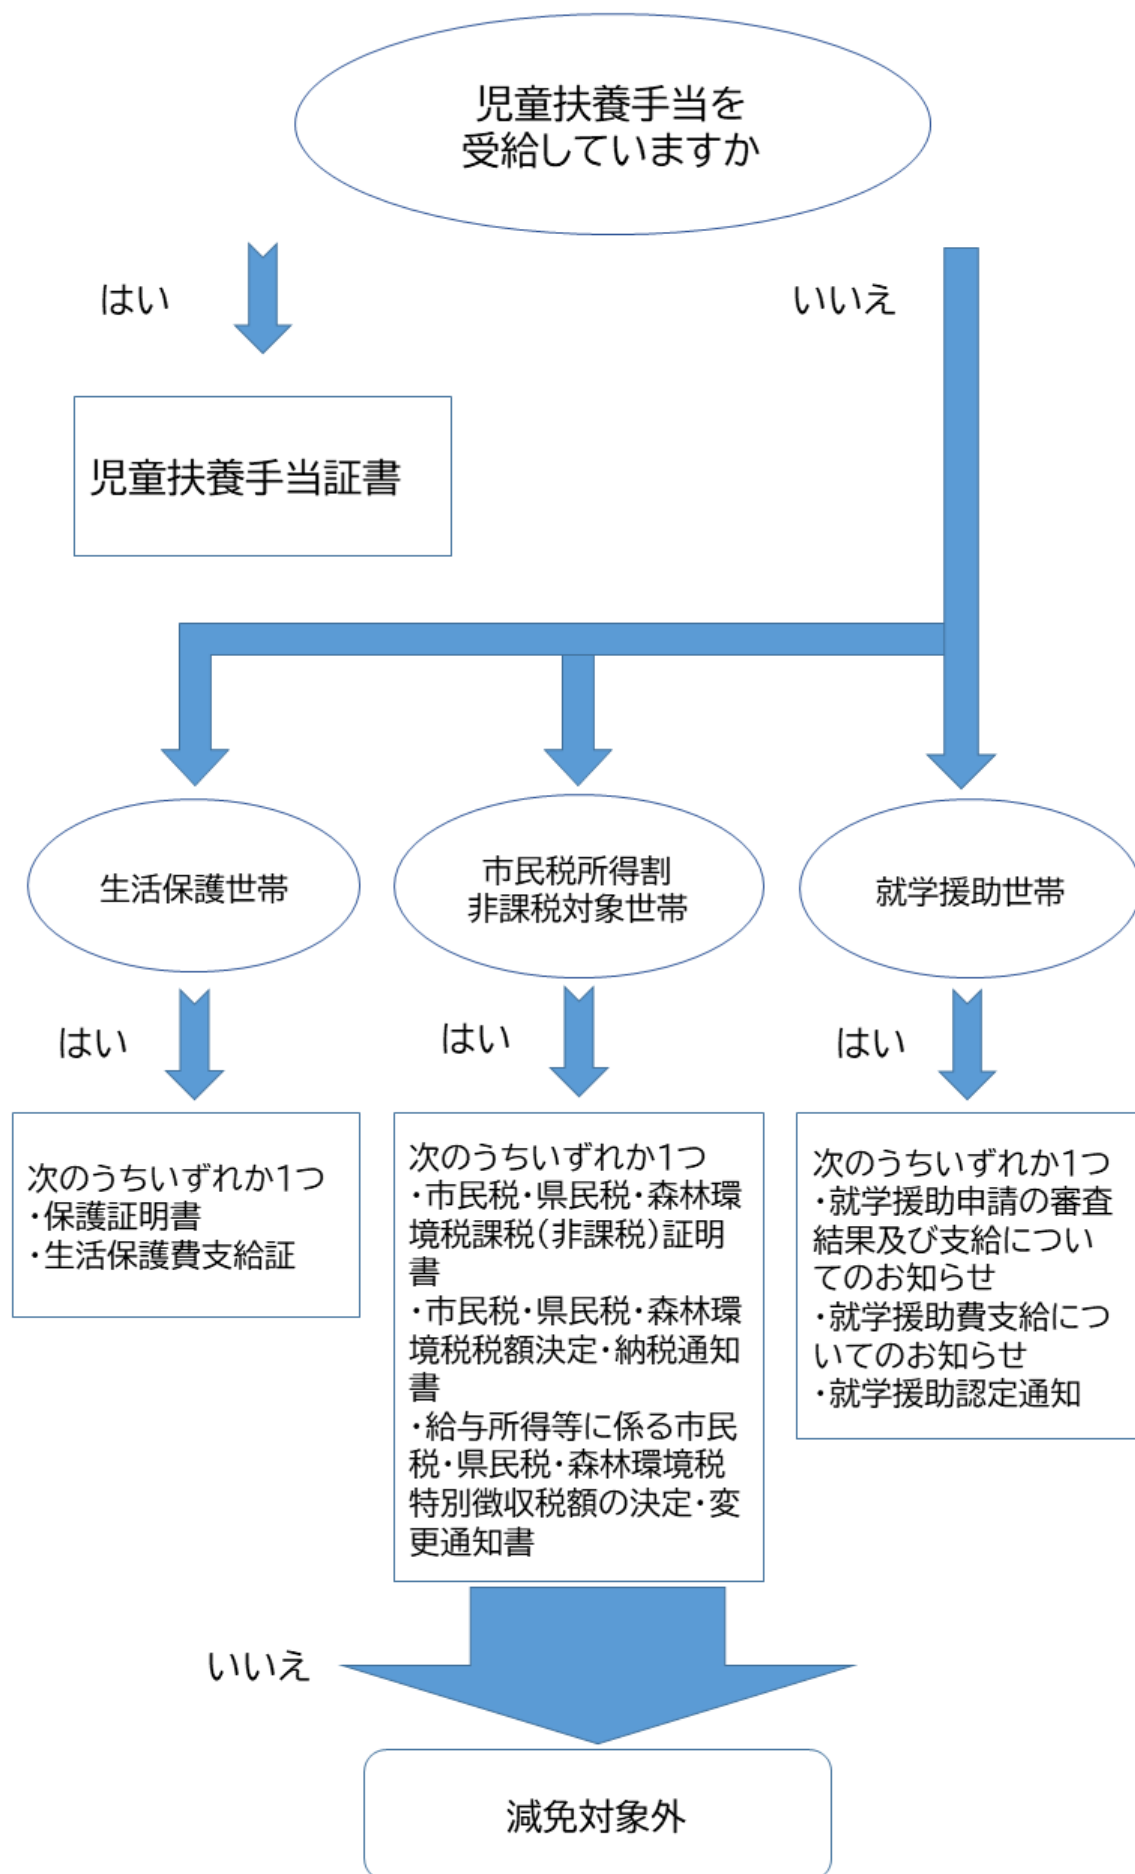 児童扶養手当を
受給していますか
はい
いいえ
児童扶養手当証書
生活保護世帯
市民税所得割
非課税対象世帯
就学援助世帯
はい
はい
はい
次のうちいずれか1つ
・保護証明書
・生活保護費支給証
次のうちいずれか1つ
・市民税・県民税・森林環
境税課税(非課税)証明
書
・市民税・県民税・森林環
境税税額決定・納税通知
書
・給与所得等に係る市民
税・県民税・森林環境税
特別徴収税額の決定・変
更通知書
次のうちいずれか1つ
・就学援助申請の審査
結果及び支給につい
てのお知らせ
・就学援助費支給につ
いてのお知らせ
・就学援助認定通知
いいえ
減免対象外